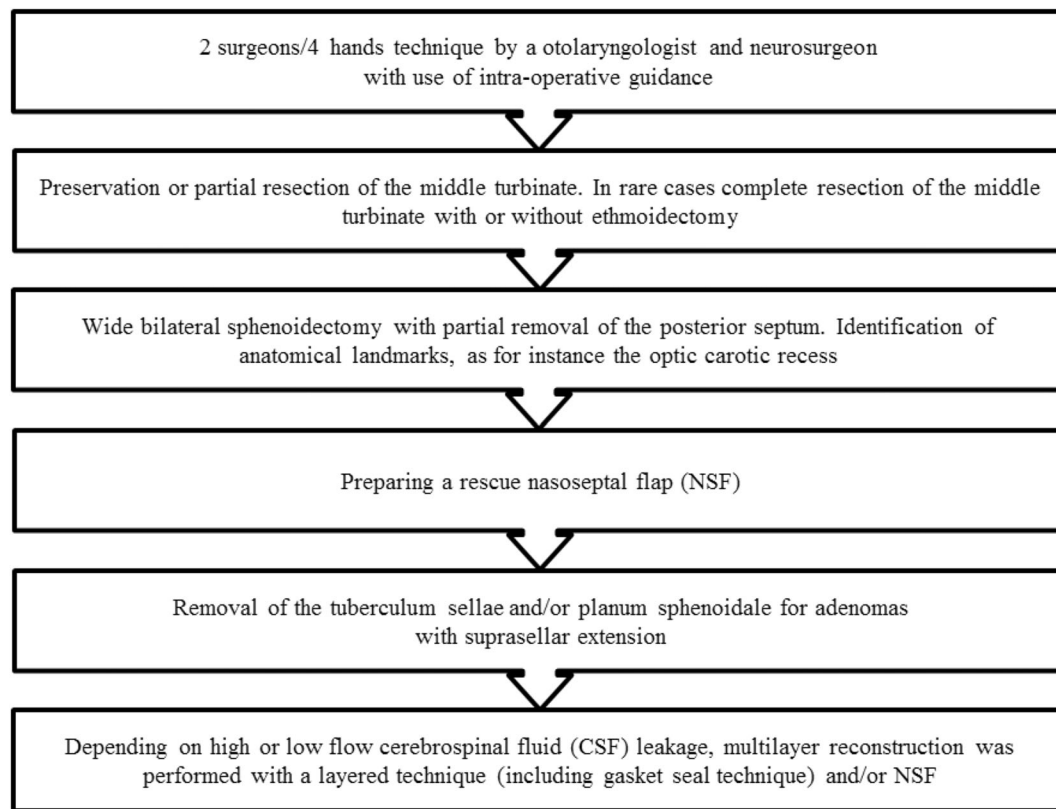 2 surgeons/4 hands technique by a otolaryngologist and neurosurgeon
with use of intra-operative guidance
Preservation or partial resection of the middle turbinate. In rare cases complete resection of the middle
turbinate with or without ethmoidectomy
Wide bilateral sphenoidectomy with partial removal of the posterior septum. Identification of
anatomical landmarks, as for instance the optic carotic recess
Preparing a rescue nasoseptal flap (NSF)
Removal of the tuberculum sellae and/or planum sphenoidale for adenomas
with suprasellar extension
Depending on high or low flow cerebrospinal fluid (CSF) leakage, multilayer reconstruction was
performed with a layered technique (including gasket seal technique) and/or NSF